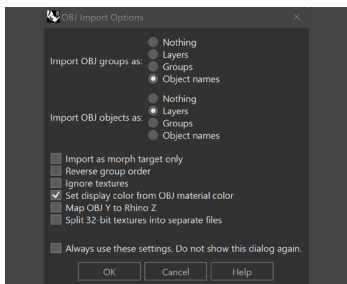 OBJ Import Options
Nothing
Layers
Import OBJ groups as:
Groups
Object names
Nothing
Layers
Import OBJ objects as:
Groups
Object names
Import as morph target only
Reverse group order
Ignore textures
Set display color from OBJ material color
Map OBJ Y to Rhino Z
Split 32-bit textures into separate files
Always use these settings. Do not show this dialog again.
OK Cancel Help